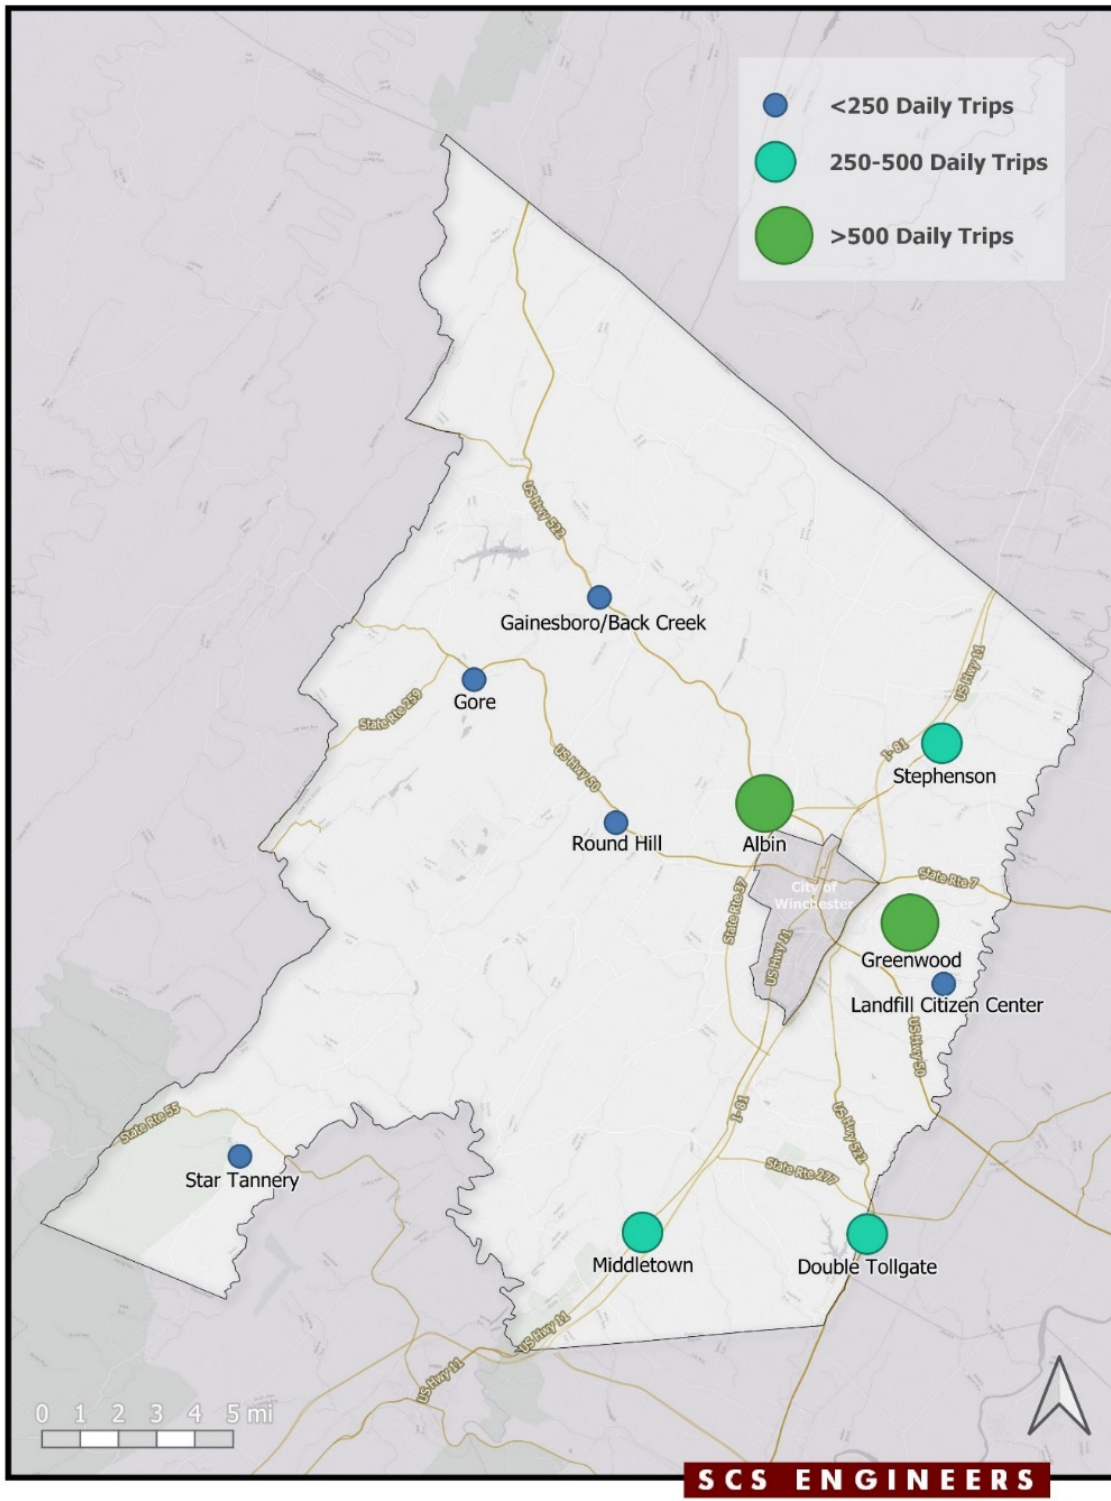 <250 Daily Trips
250-500 Daily Trips
>500 Daily Trips
US Hwy 522
Gainesboro/Back Creek
US Hwy 11
Gore
State Rte 259
I-81
Stephenson
US Hwy 50
Round Hill
Albin
State Rte 7
City of
Winchester
State Rte 37
US Hwy 11
Greenwood
Landfill Citizen Center
US Hwy 50
I-81
State Rte 55
US Hwy 522
Star Tannery
State Rte 277
Middletown
Double Tollgate
US Hwy 11
US Hwy 11
0 1 2 3 4 5 mi
SCS ENGINEERS